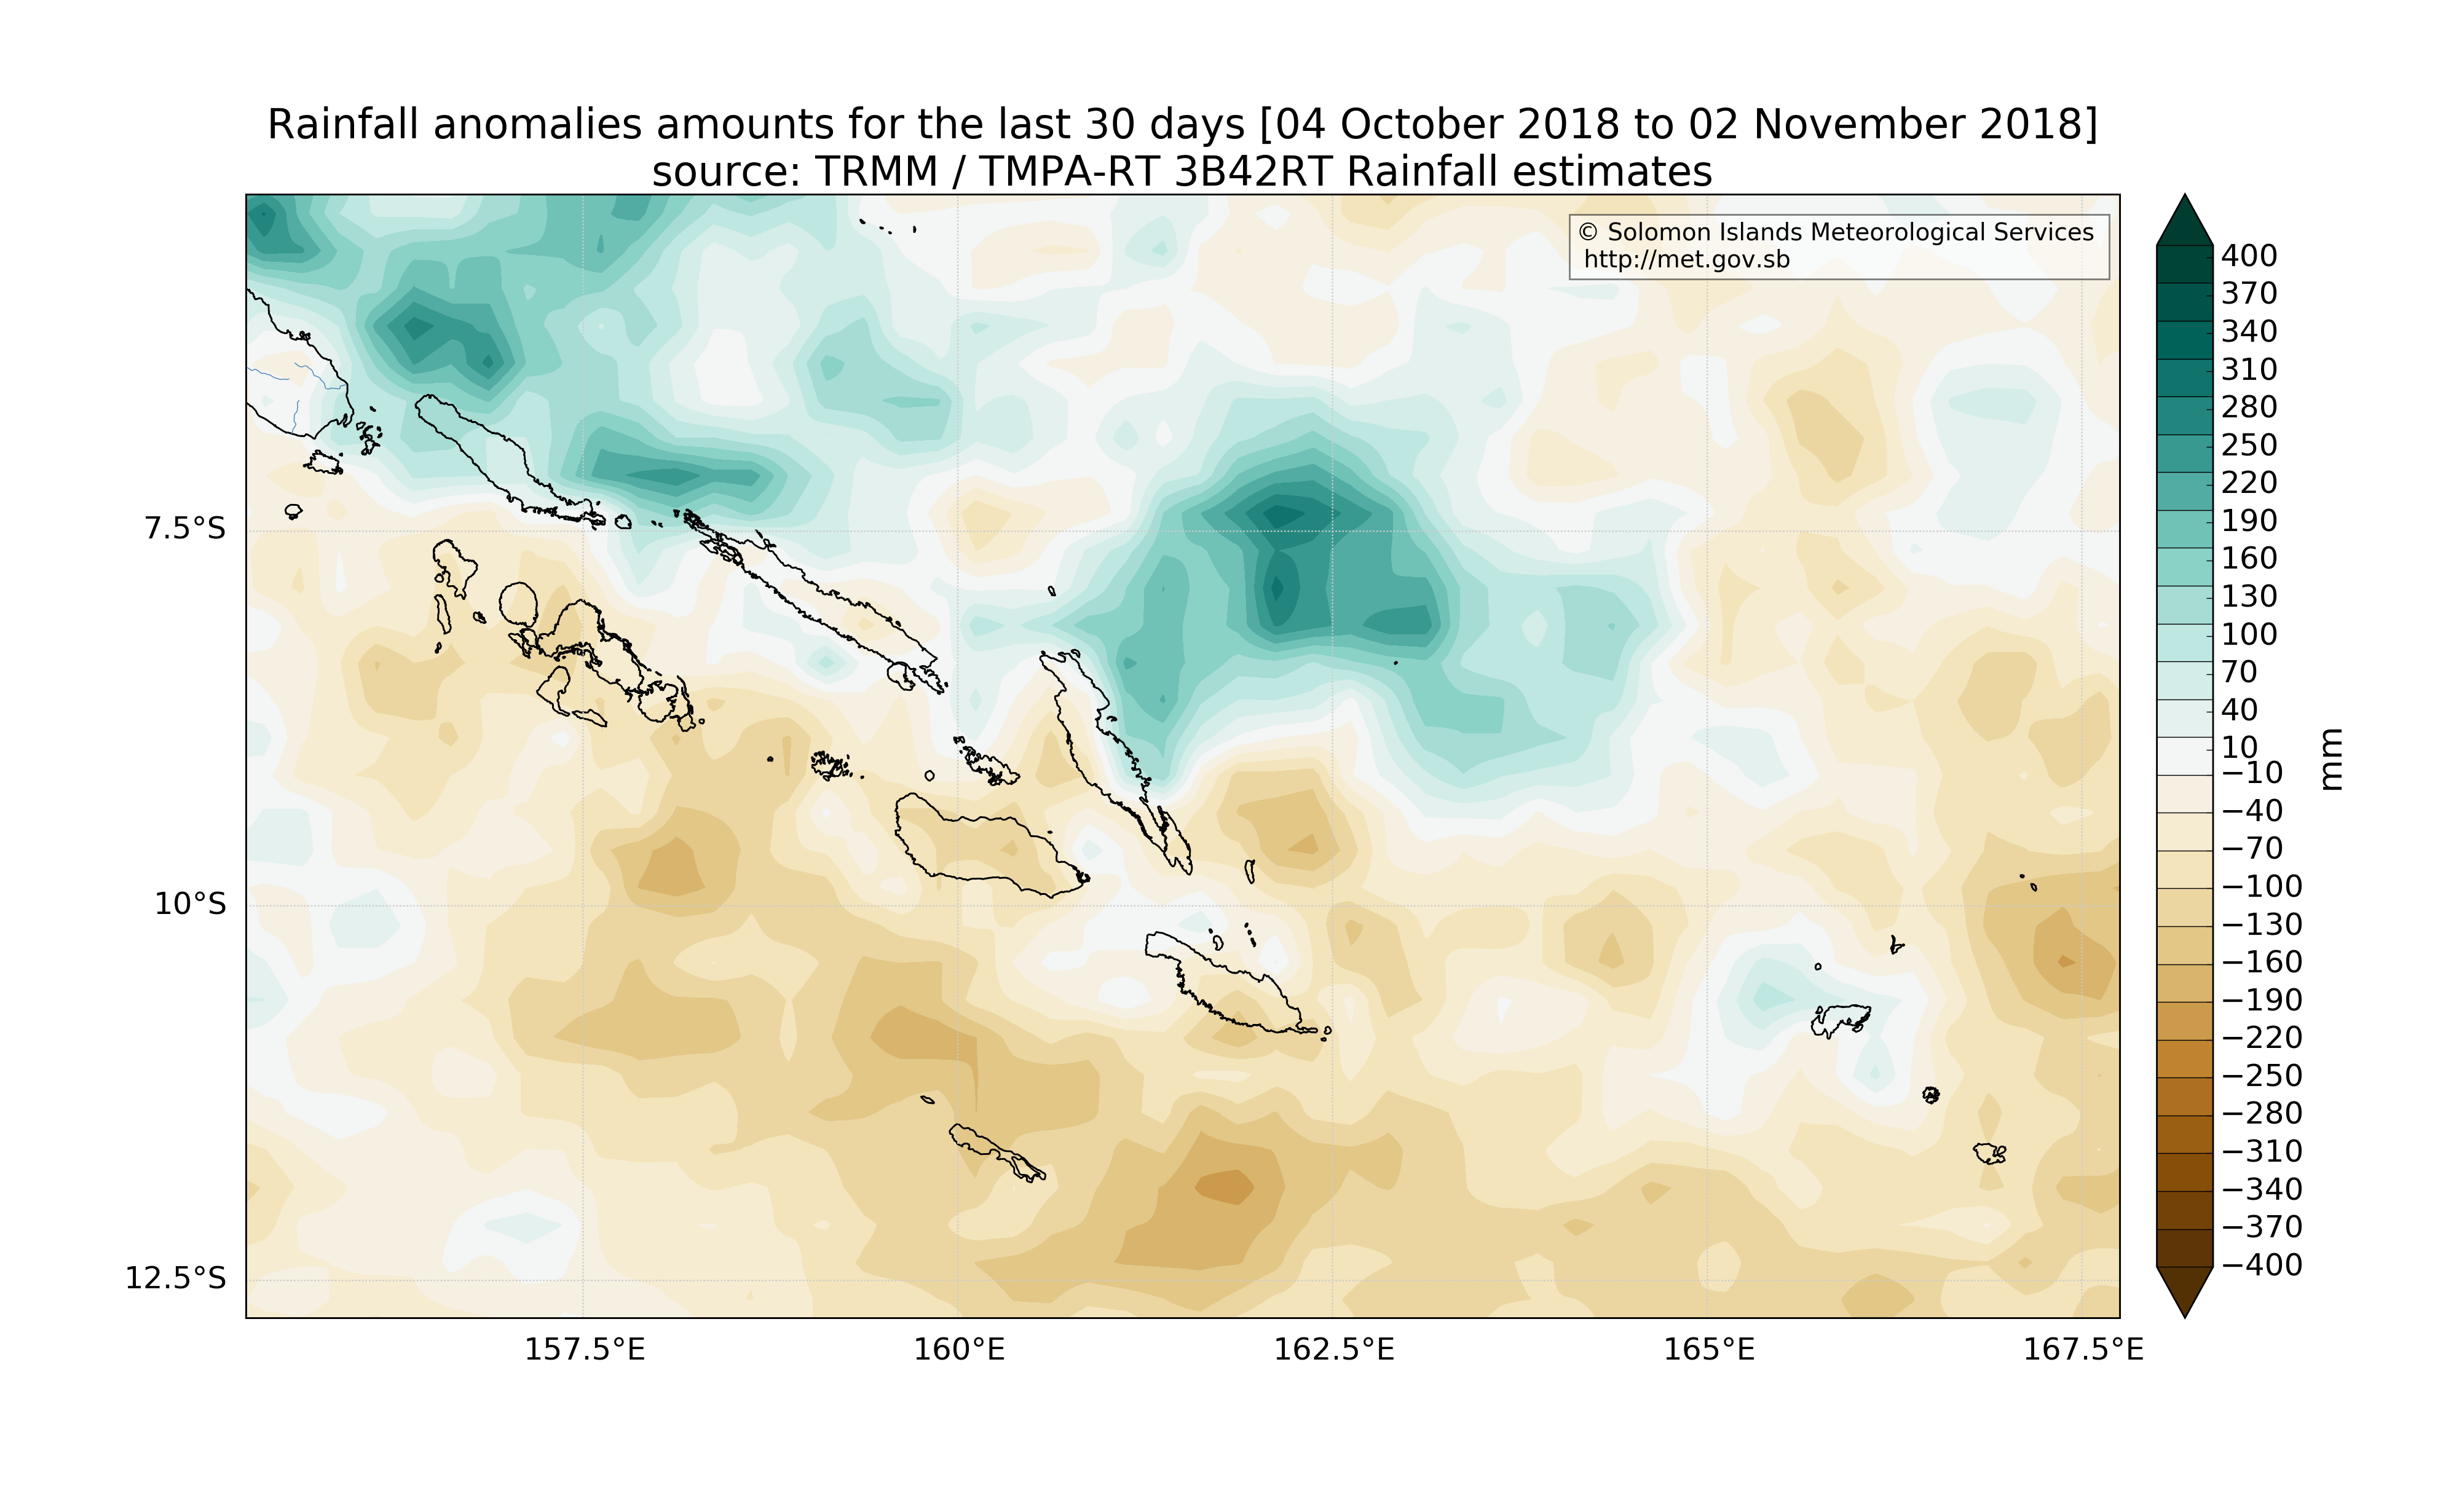 Rainfall anomalies amounts for the last 30 days [04 October 2018 to 02 November 2018]
source: TRMM / TMPA-RT 3B42RT Rainfall estimates
© Solomon Islands Meteorological Services
http://met.gov.sb
7.5°S
10°S
12.5°S
157.5°E
160°E
162.5°E
165°E
167.5°E
400
370
340
310
280
250
220
190
160
130
100
70
40
10
−10
−40
−70
−100
−130
−160
−190
−220
−250
−280
−310
−340
−370
−400
mm